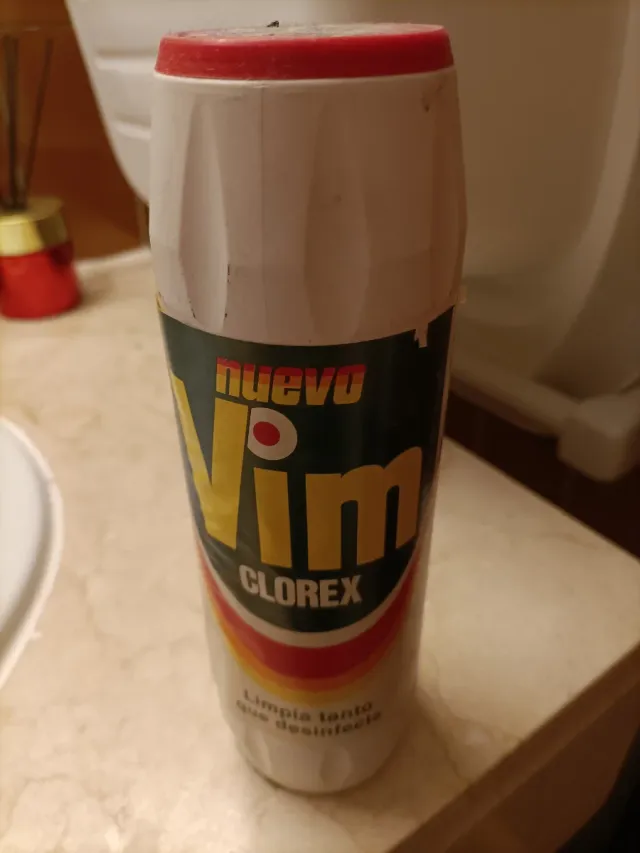 nuevo
Vim
CLOREX
Limpia tanto
que desinfecta